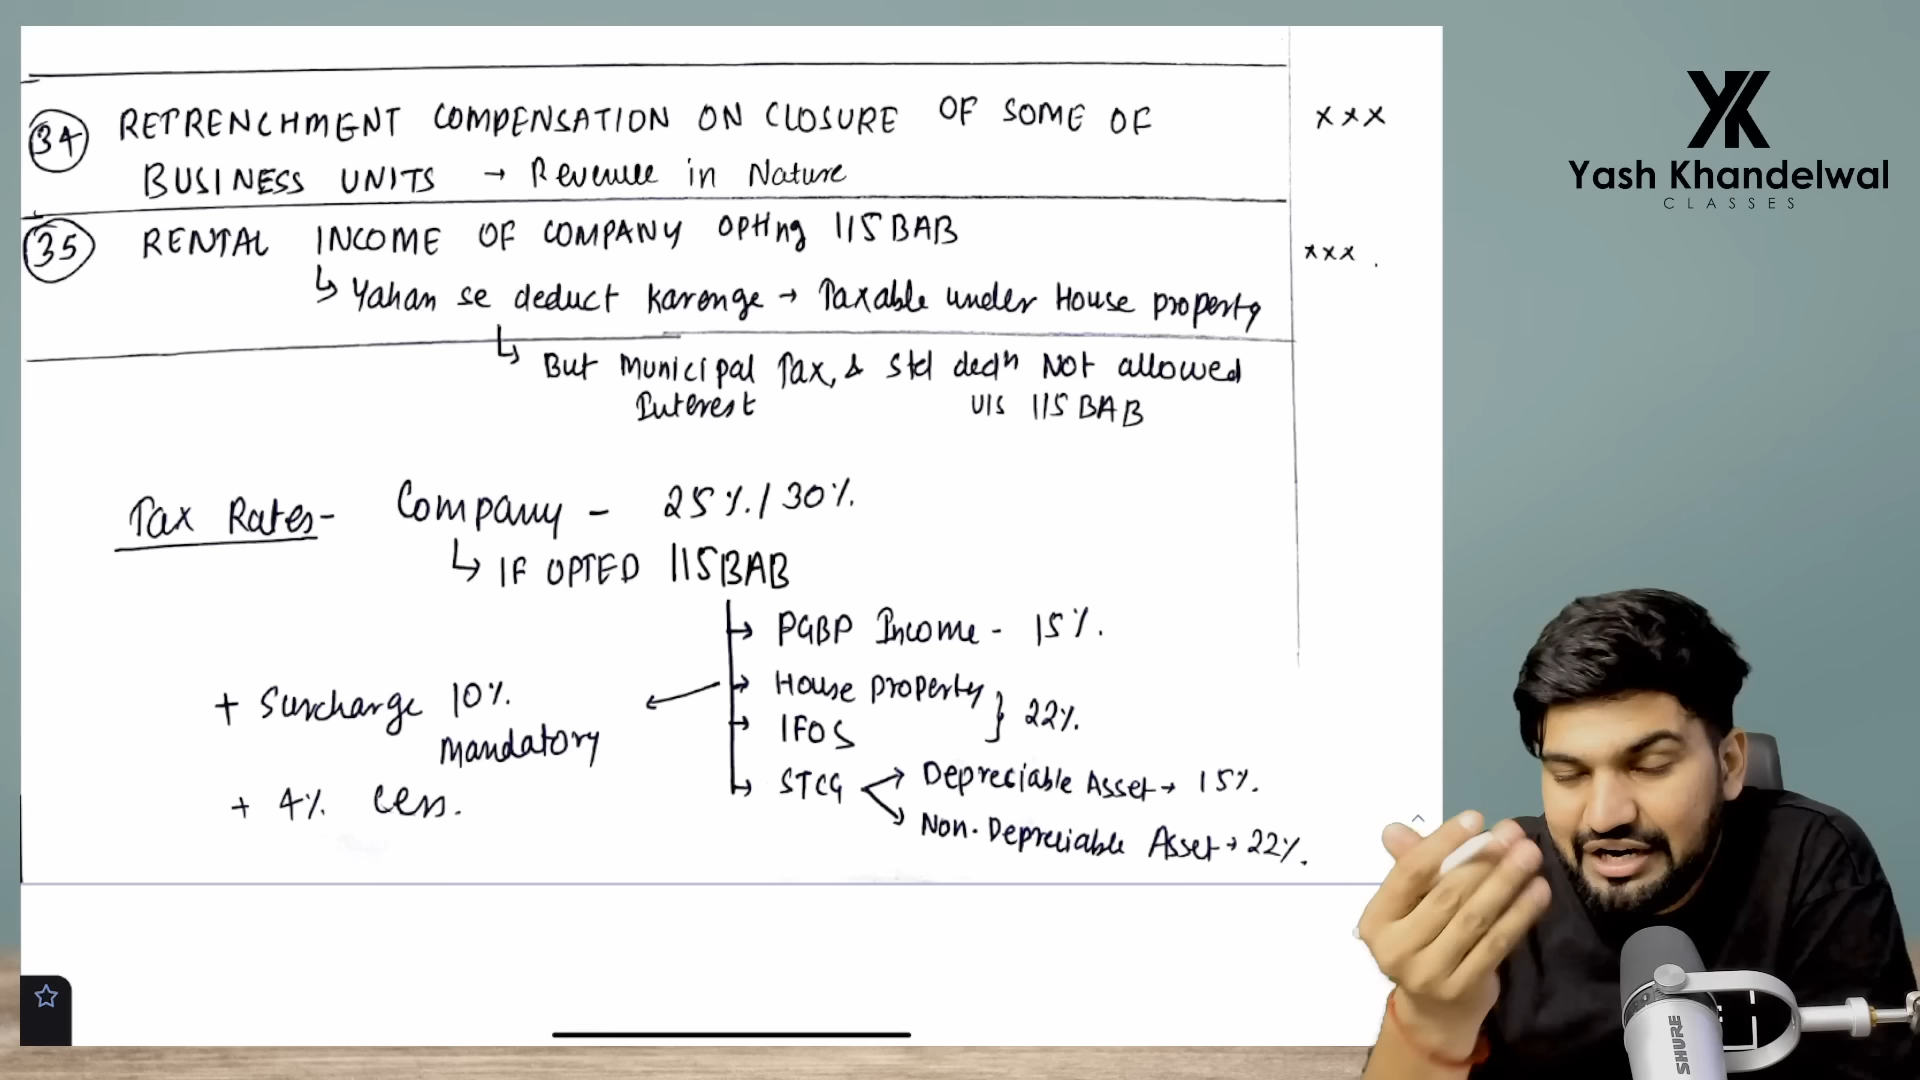 34 RETRENCHMENT COMPENSATION ON CLOSURE OF SOME OF xxx
BUSINESS UNITS → Revenue in Nature
35 RENTAL INCOME OF COMPANY Opting 115BAB xxx.
↳ Yahan se deduct karenge → Taxable under House property
↳ But Municipal Tax, & Std dedn NOT allowed
Interest U/S 115BAB
Tax Rates - Company - 25%/30%.
↳ IF OPTED 115BAB
→ PGBP Income - 15%.
→ House property } 22%.
→ IFOS
→ STCG → Depreciable Asset → 15%.
→ Non-Depreciable Asset → 22%.
+ Surcharge 10%.
Mandatory
+ 4% cess.
YK
Yash Khandelwal
CLASSES
SHURE